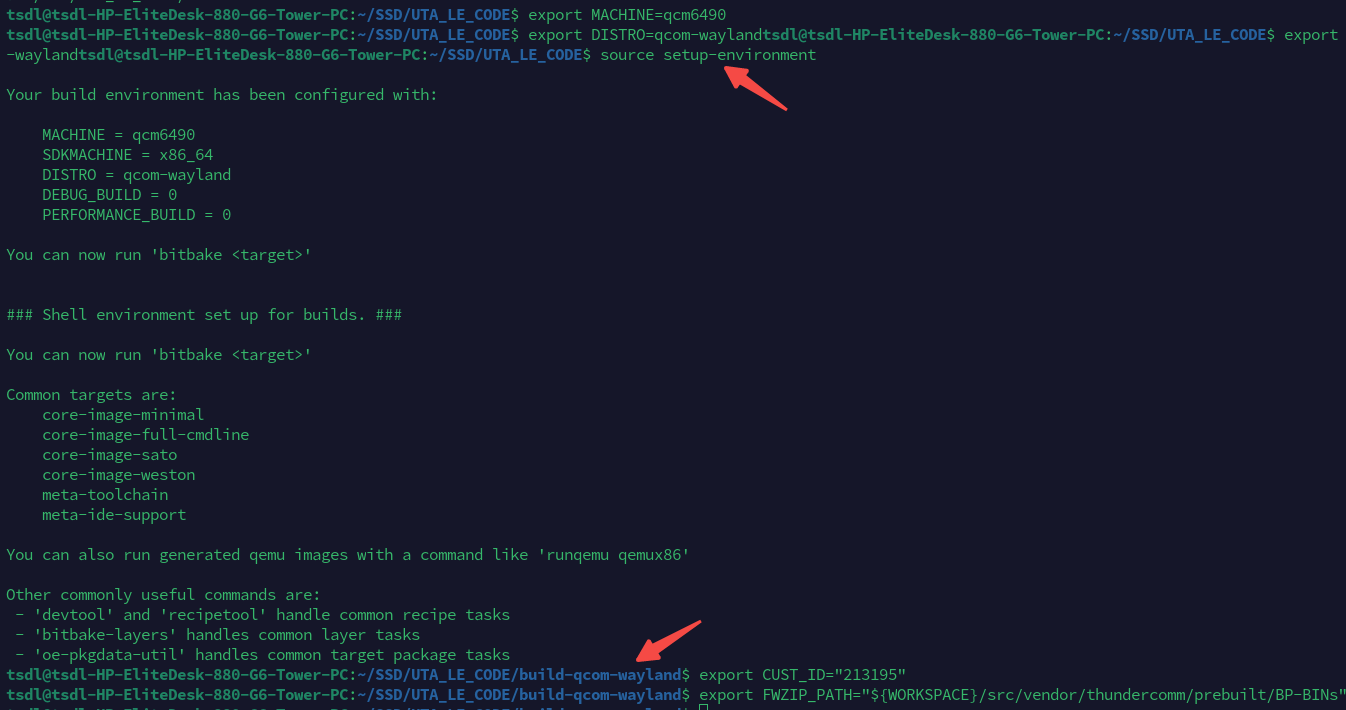 tsdl@tsdl-HP-EliteDesk-880-G6-Tower-PC:~/SSD/UTA_LE_CODE$ export MACHINE=qcm6490
tsdl@tsdl-HP-EliteDesk-880-G6-Tower-PC:~/SSD/UTA_LE_CODE$ export DISTRO=qcom-waylandtsdl@tsdl-HP-EliteDesk-880-G6-Tower-PC:~/SSD/UTA_LE_CODE$ export
-waylandtsdl@tsdl-HP-EliteDesk-880-G6-Tower-PC:~/SSD/UTA_LE_CODE$ source setup-environment
Your build environment has been configured with:
MACHINE = qcm6490
SDKMACHINE = x86_64
DISTRO = qcom-wayland
DEBUG_BUILD = 0
PERFORMANCE_BUILD = 0
You can now run 'bitbake <target>'
### Shell environment set up for builds. ###
You can now run 'bitbake <target>'
Common targets are:
core-image-minimal
core-image-full-cmdline
core-image-sato
core-image-weston
meta-toolchain
meta-ide-support
You can also run generated qemu images with a command like 'runqemu qemux86'
Other commonly useful commands are:
- 'devtool' and 'recipetool' handle common recipe tasks
- 'bitbake-layers' handles common layer tasks
- 'oe-pkgdata-util' handles common target package tasks
tsdl@tsdl-HP-EliteDesk-880-G6-Tower-PC:~/SSD/UTA_LE_CODE/build-qcom-wayland$ export CUST_ID="213195"
tsdl@tsdl-HP-EliteDesk-880-G6-Tower-PC:~/SSD/UTA_LE_CODE/build-qcom-wayland$ export FWZIP_PATH="${WORKSPACE}/src/vendor/thundercomm/prebuilt/BP-BINs"